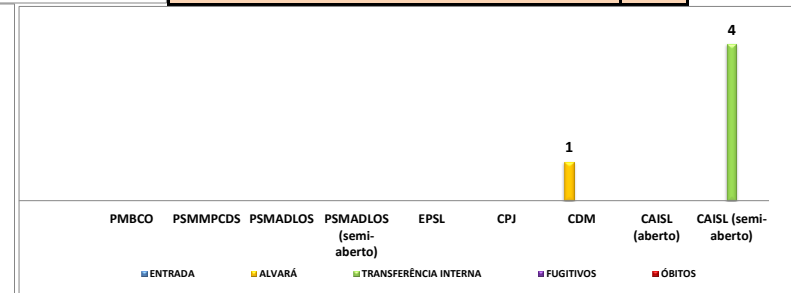 4
1
PMBCO PSMMPCDS PSMADLOS PSMADLOS EPSL CPJ CDM CAISL CAISL (semi-
(semi- (aberto) aberto)
aberto)
ENTRADA ALVARÁ TRANSFERÊNCIA INTERNA FUGITIVOS ÓBITOS